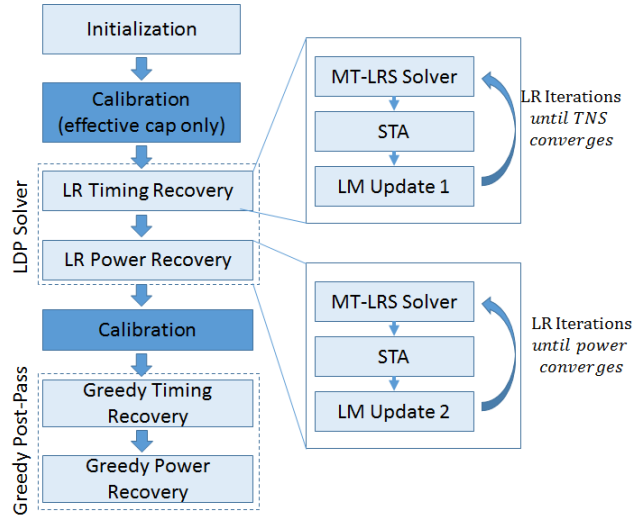 Initialization
Calibration
(effective cap only)
LDP Solver
LR Timing Recovery
LR Power Recovery
Calibration
Greedy Post-Pass
Greedy Timing
Recovery
Greedy Power
Recovery
MT-LRS Solver
STA
LM Update 1
LR Iterations
until TNS
converges
MT-LRS Solver
STA
LM Update 2
LR Iterations
until power
converges